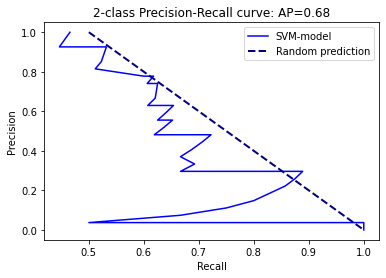 2-class Precision-Recall curve: AP=0.68
SVM-model
Random prediction
Precision
1.0
0.8
0.6
0.4
0.2
0.0
0.5
0.6
0.7
0.8
0.9
1.0
Recall